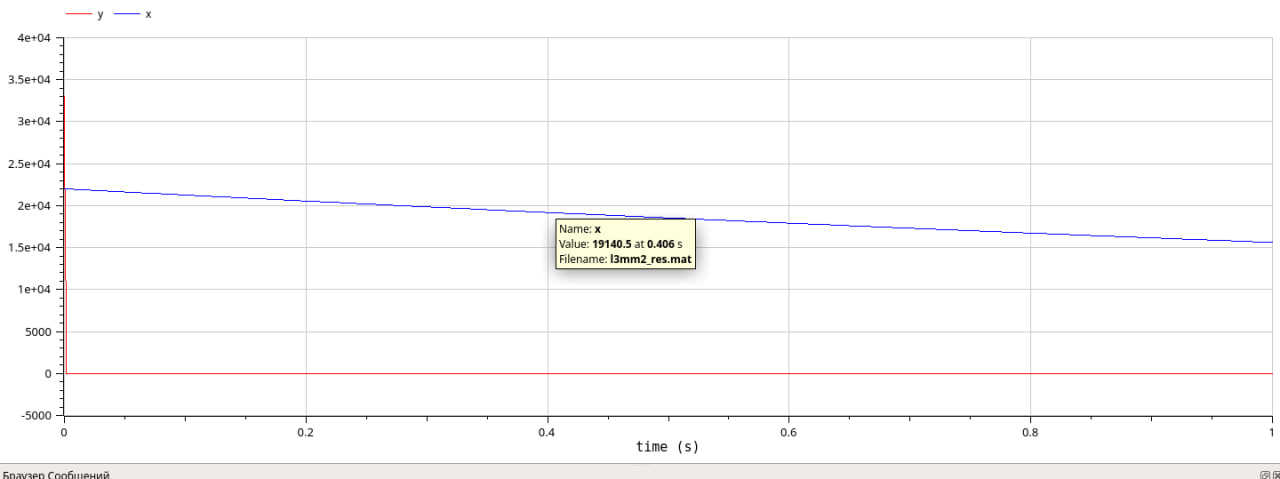 y x
4e+04
3.5e+04
3e+04
2.5e+04
2e+04
1.5e+04
1e+04
5000
0
-5000
Name: x
Value: 19140.5 at 0.406 s
Filename: l3mm2_res.mat
0 0.2 0.4 0.6 0.8 1
time (s)
Браузер Сообщений